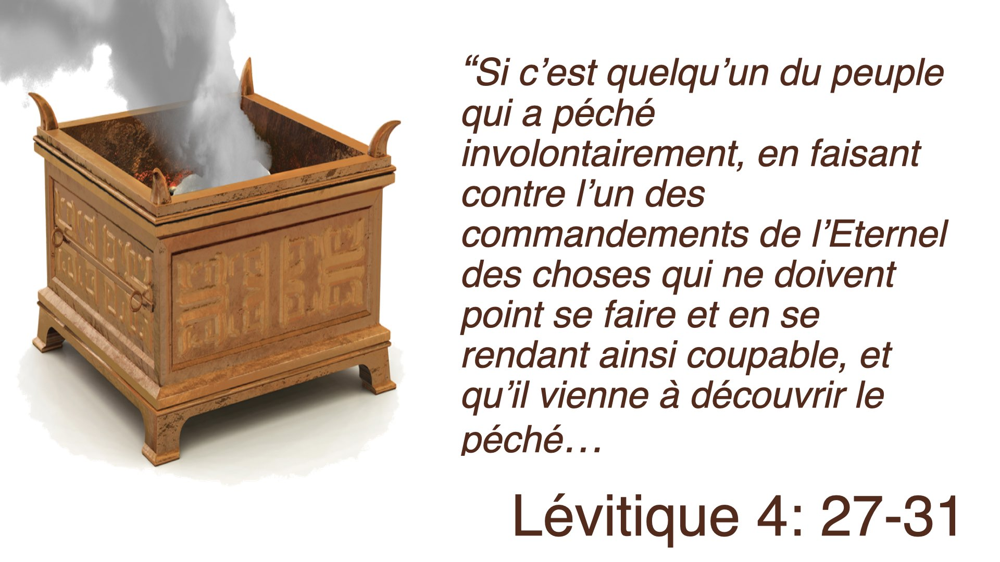 “Si c’est quelqu’un du peuple
qui a péché
involontairement, en faisant
contre l’un des
commandements de l’Eternel
des choses qui ne doivent
point se faire et en se
rendant ainsi coupable, et
qu’il vienne à découvrir le
péché…
Lévitique 4: 27-31